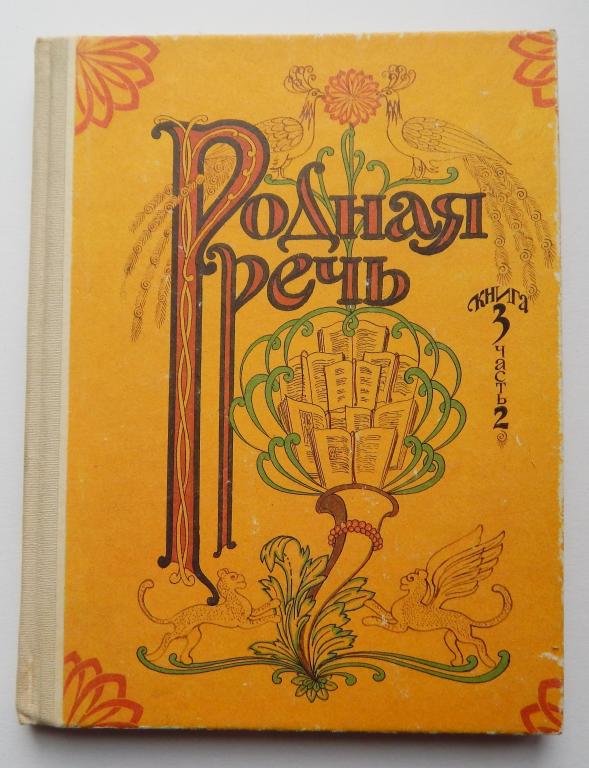 Родная
речь
книга
3
часть
2